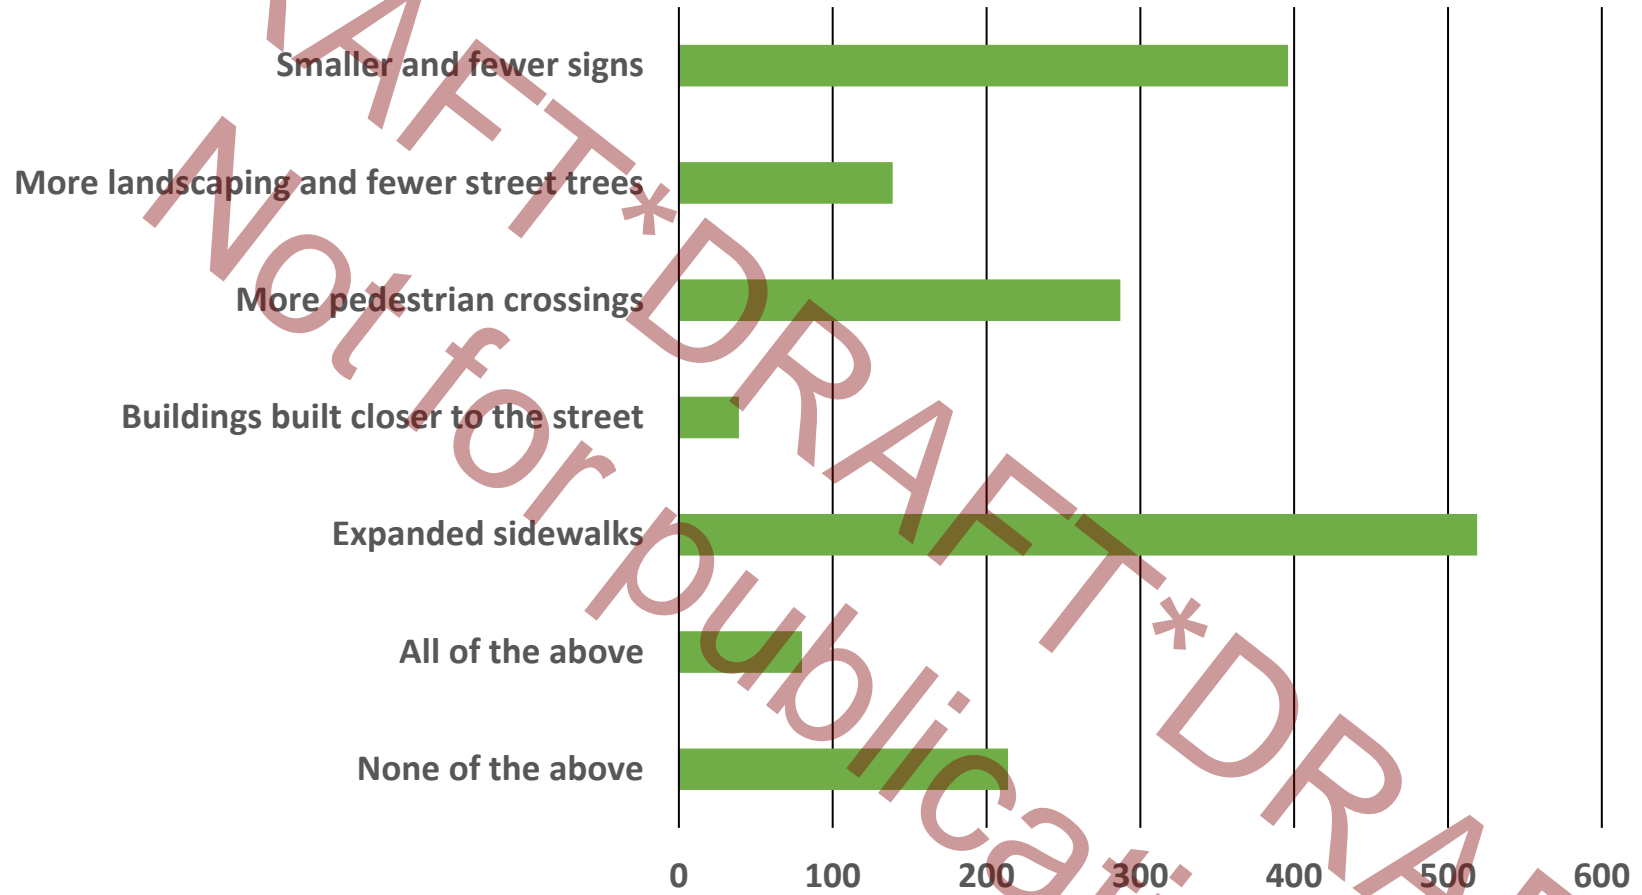 Smaller and fewer signs
More landscaping and fewer street trees
More pedestrian crossings
Buildings built closer to the street
Expanded sidewalks
All of the above
None of the above
0 100 200 300 400 500 600
RAFT*DRAFT*DRAF
Not for publicati